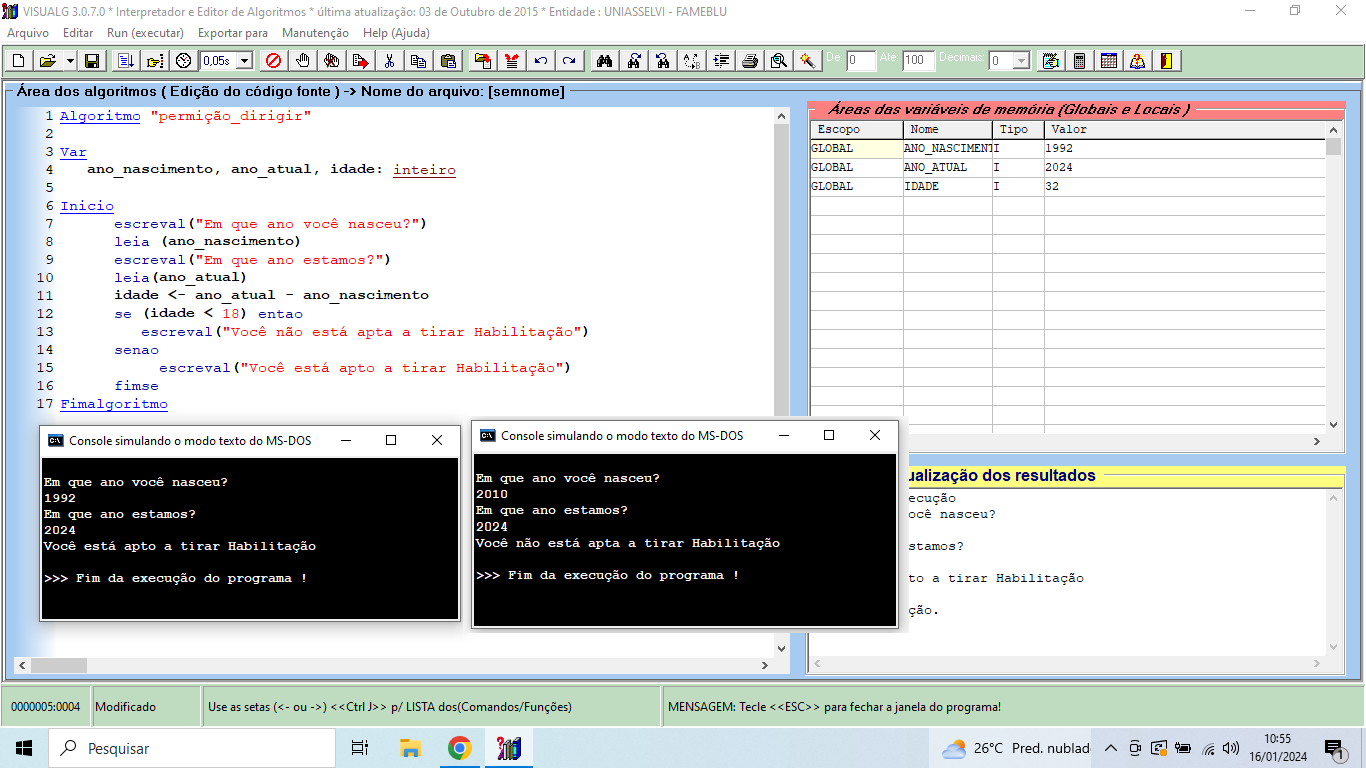 VISUALG 3.0.7.0 * Interpretador e Editor de Algoritmos * última atualização: 03 de Outubro de 2015 * Entidade : UNIASSELVI - FAMEBLU
Arquivo Editar Run (executar) Exportar para Manutenção Help (Ajuda)
0,05s De: 0 Até: 100 Decimais: 0
Área dos algoritmos ( Edição do código fonte ) -> Nome do arquivo: [semnome]
1 Algoritmo "permição_dirigir"
2
3 Var
4 ano_nascimento, ano_atual, idade: inteiro
5
6 Inicio
7 escreval("Em que ano você nasceu?")
8 leia (ano_nascimento)
9 escreval("Em que ano estamos?")
10 leia(ano_atual)
11 idade <- ano_atual - ano_nascimento
12 se (idade < 18) entao
13 escreval("Você não está apta a tirar Habilitação")
14 senao
15 escreval("Você está apto a tirar Habilitação")
16 fimse
17 Fimalgoritmo
Áreas das variáveis de memória (Globais e Locais )
Escopo Nome Tipo Valor
GLOBAL ANO_NASCIMENT I 1992
GLOBAL ANO_ATUAL I 2024
GLOBAL IDADE I 32
Console simulando o modo texto do MS-DOS
Em que ano você nasceu?
1992
Em que ano estamos?
2024
Você está apto a tirar Habilitação
>>> Fim da execução do programa !
Console simulando o modo texto do MS-DOS
Em que ano você nasceu?
2010
Em que ano estamos?
2024
Você não está apta a tirar Habilitação
>>> Fim da execução do programa !
ualização dos resultados
ecução
ocê nasceu?
stamos?
to a tirar Habilitação
ção.
0000005:0004 Modificado Use as setas (<- ou ->) <<Ctrl J>> p/ LISTA dos(Comandos/Funções) MENSAGEM: Tecle <<ESC>> para fechar a janela do programa!
Pesquisar 26°C Pred. nublad 10:55
16/01/2024 1